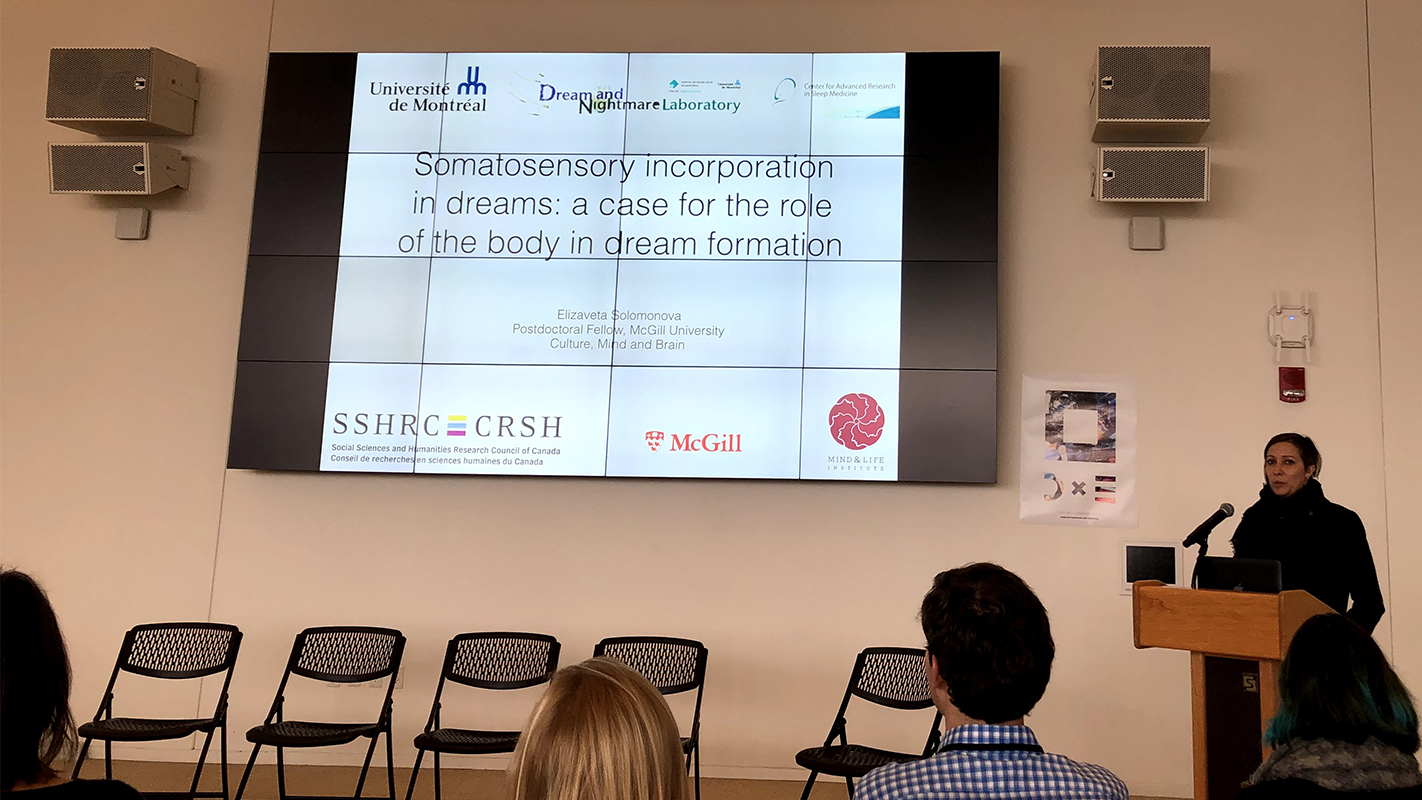 Université
de Montréal
Dream and
Nightmare Laboratory
Center for Advanced Research
in Sleep Medicine
Somatosensory incorporation
in dreams: a case for the role
of the body in dream formation
Elizaveta Solomonova
Postdoctoral Fellow, McGill University
Culture, Mind and Brain
SSHRC CRSH
Social Sciences and Humanities Research Council of Canada
Conseil de recherches en sciences humaines du Canada
McGill
MIND & LIFE
INSTITUTE